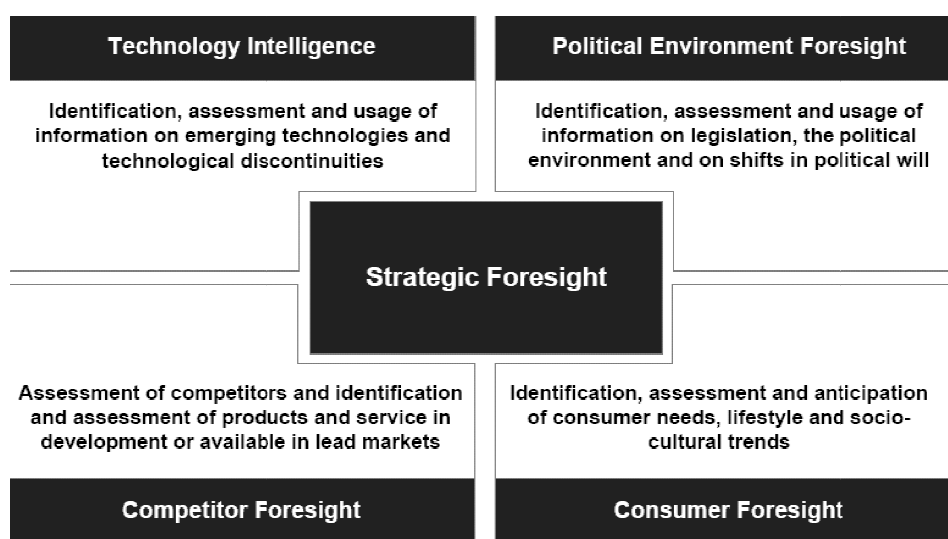 Technology Intelligence
Identification, assessment and usage of
information on emerging technologies and
technological discontinuities
Political Environment Foresight
Identification, assessment and usage of
information on legislation, the political
environment and on shifts in political will
Strategic Foresight
Assessment of competitors and identification
and assessment of products and service in
development or available in lead markets
Competitor Foresight
Identification, assessment and anticipation
of consumer needs, lifestyle and socio-
cultural trends
Consumer Foresight